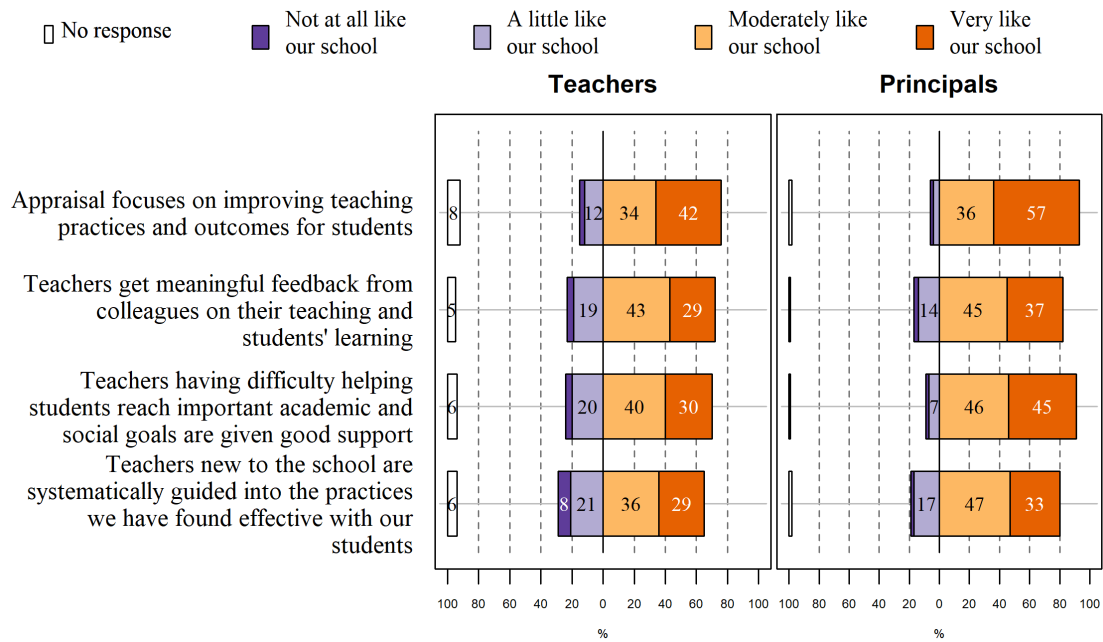 No response
Not at all like
our school
A little like
our school
Moderately like
our school
Very like
our school
Teachers
Principals
Appraisal focuses on improving teaching
practices and outcomes for students
8 12 34 42
36 57
Teachers get meaningful feedback from
colleagues on their teaching and
students' learning
5 19 43 29
14 45 37
Teachers having difficulty helping
students reach important academic and
social goals are given good support
6 20 40 30
7 46 45
Teachers new to the school are
systematically guided into the practices
we have found effective with our
students
6 8 21 36 29
17 47 33
100 80 60 40 20 0 20 40 60 80 100
100 80 60 40 20 0 20 40 60 80 100
%
%